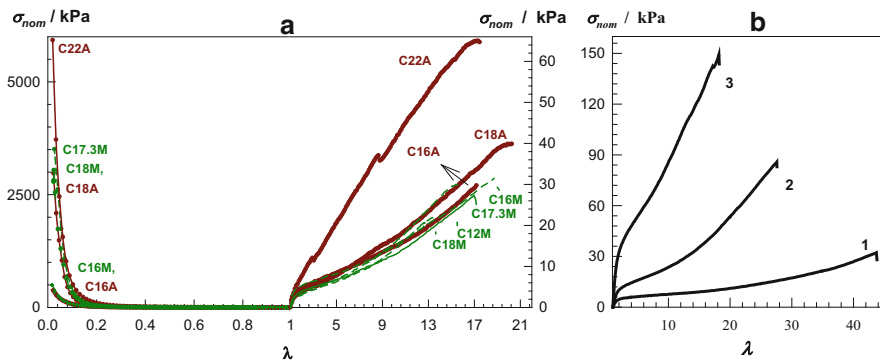 σnom / kPa
a
σnom / kPa
b
σnom / kPa
C22A
C17.3M
C18M,
C18A
C16M,
C16A
C22A
C18A
C16A
C16M
C17.3M
C12M
C18M
5000
2500
0
60
50
40
30
20
10
0
0.0 0.2 0.4 0.6 0.8 1 5 9 13 17 21
λ
150
120
90
60
30
0
3
2
1
10 20 30 40
λ